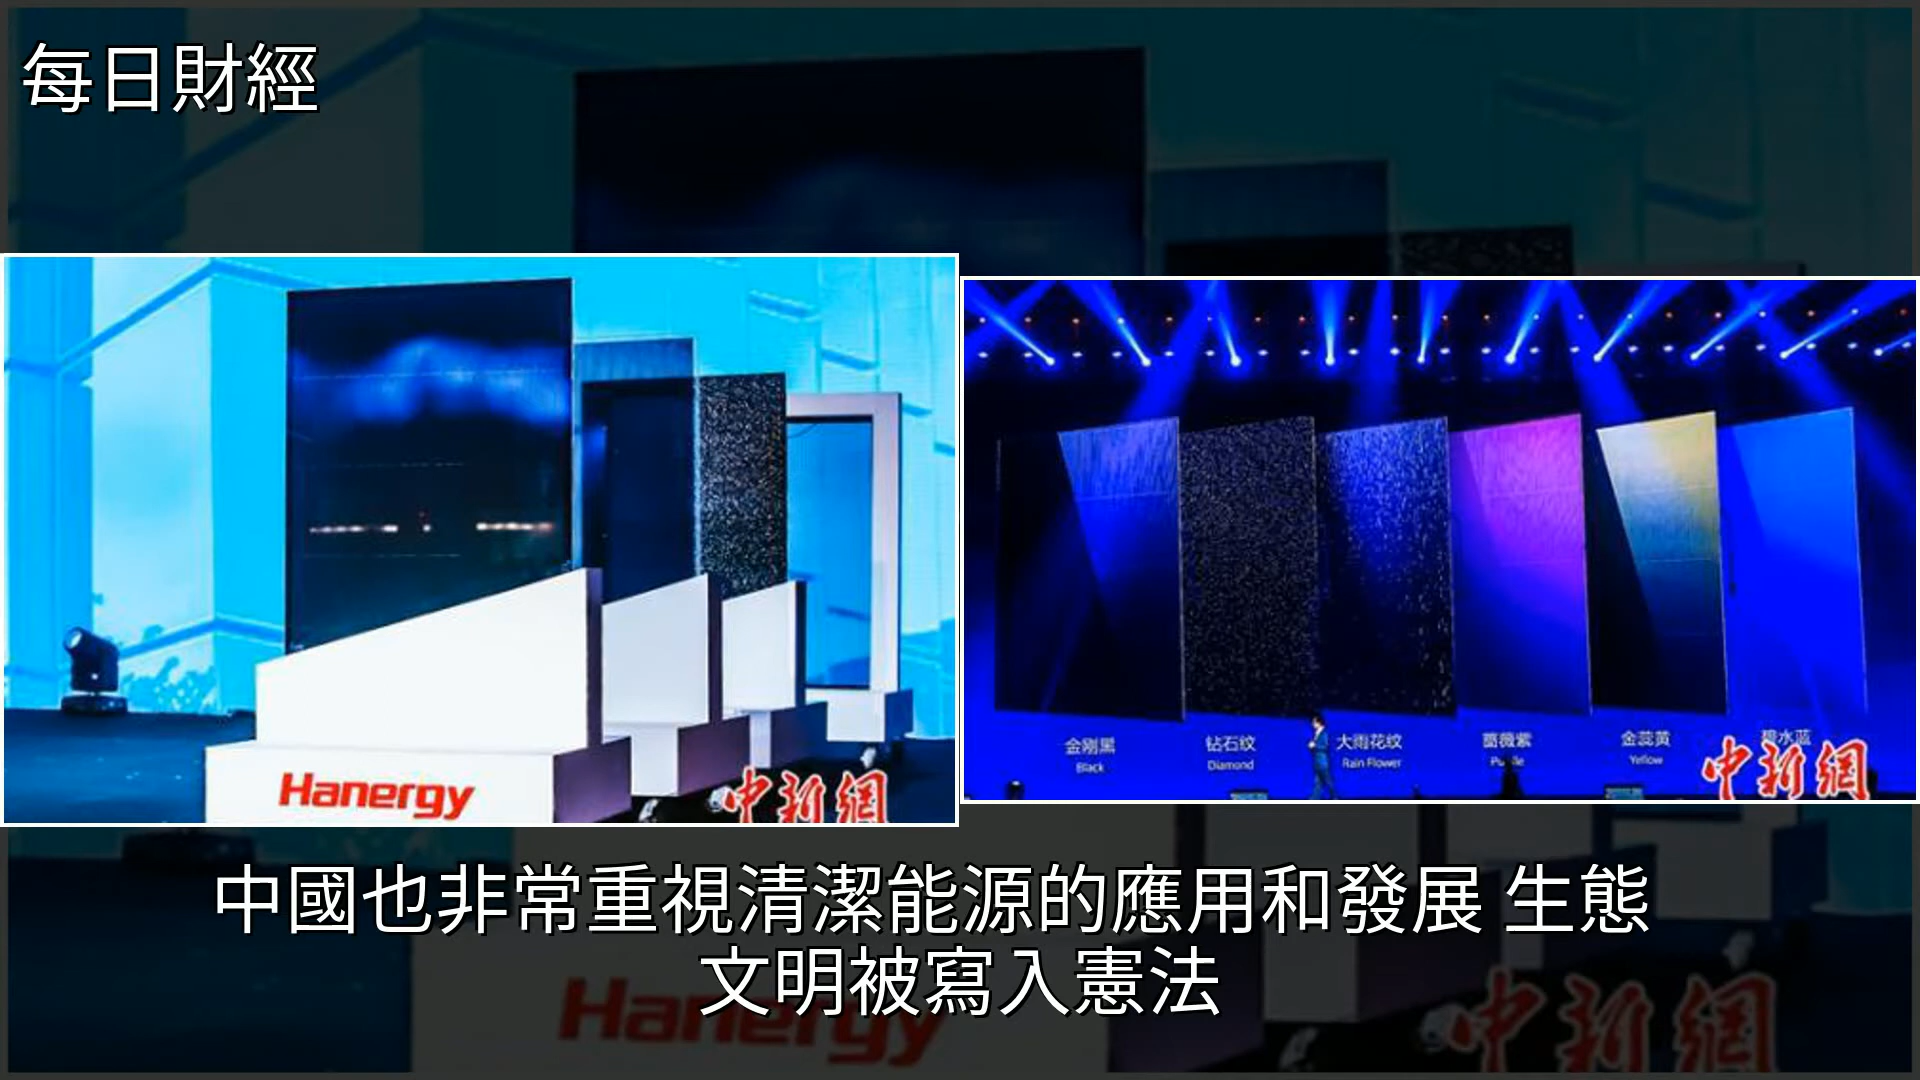 每日財經
Hanergy
中新網
金刚黑
Black
钻石纹
Diamond
大雨花纹
Rain Flower
蔷薇紫
金蕊黄
Yellow
碧水蓝
中新網
中國也非常重視清潔能源的應用和發展 生態
文明被寫入憲法
Hanergy
中新網